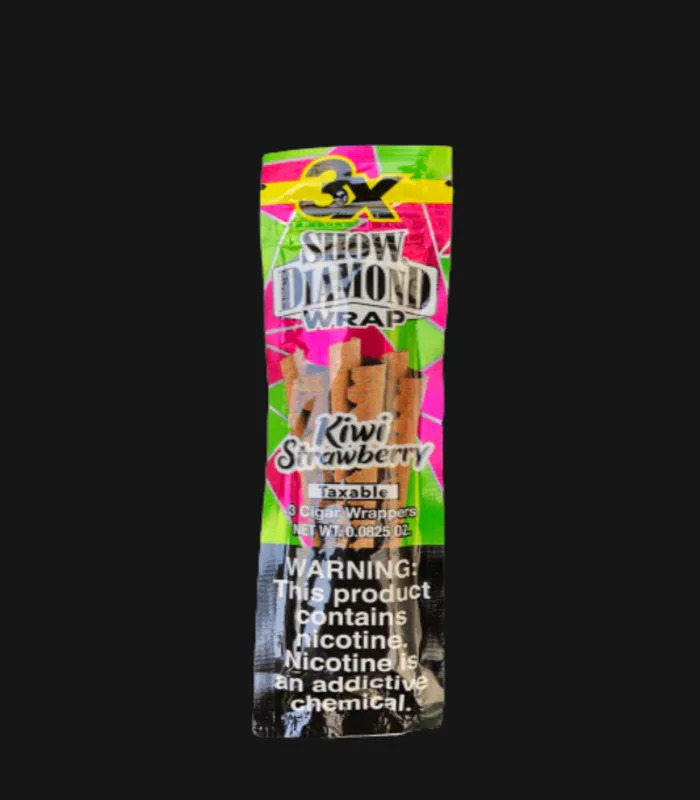 3x
SHOW
DIAMOND
WRAP
Kiwi
Strawberry
Taxable
3 Cigar Wrappers
NET WT. 0.0825 OZ.
WARNING:
This product
contains
nicotine.
Nicotine is
an addictive
chemical.